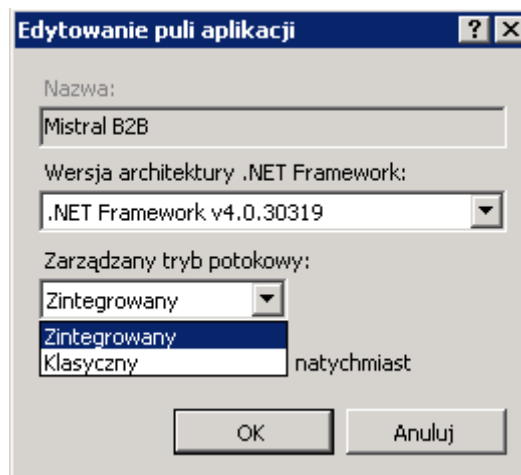 Edytowanie puli aplikacji
Nazwa:
Mistral B2B
Wersja architektury .NET Framework:
.NET Framework v4.0.30319
Zarządzany tryb potokowy:
Zintegrowany
Zintegrowany
Klasyczny
natychmiast
OK
Anuluj